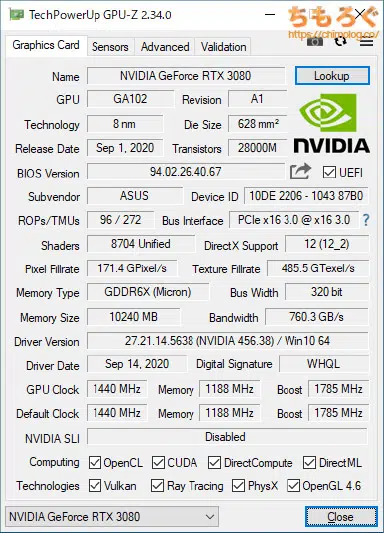 TechPowerUp GPU-Z 2.34.0
ちもろぐ
https://chimolog.co/
Graphics Card Sensors Advanced Validation
Name NVIDIA GeForce RTX 3080 Lookup
GPU GA102 Revision A1
Technology 8 nm Die Size 628 mm²
Release Date Sep 1, 2020 Transistors 28000M
NVIDIA
BIOS Version 94.02.26.40.67 UEFI
Subvendor ASUS Device ID 10DE 2206 - 1043 87B0
ROPs/TMUs 96 / 272 Bus Interface PCIe x16 3.0 @ x16 3.0 ?
Shaders 8704 Unified DirectX Support 12 (12_2)
Pixel Fillrate 171.4 GPixel/s Texture Fillrate 485.5 GTexel/s
Memory Type GDDR6X (Micron) Bus Width 320 bit
Memory Size 10240 MB Bandwidth 760.3 GB/s
Driver Version 27.21.14.5638 (NVIDIA 456.38) / Win10 64
Driver Date Sep 14, 2020 Digital Signature WHQL
GPU Clock 1440 MHz Memory 1188 MHz Boost 1785 MHz
Default Clock 1440 MHz Memory 1188 MHz Boost 1785 MHz
NVIDIA SLI Disabled
Computing OpenCL CUDA DirectCompute DirectML
Technologies Vulkan Ray Tracing PhysX OpenGL 4.6
NVIDIA GeForce RTX 3080 Close